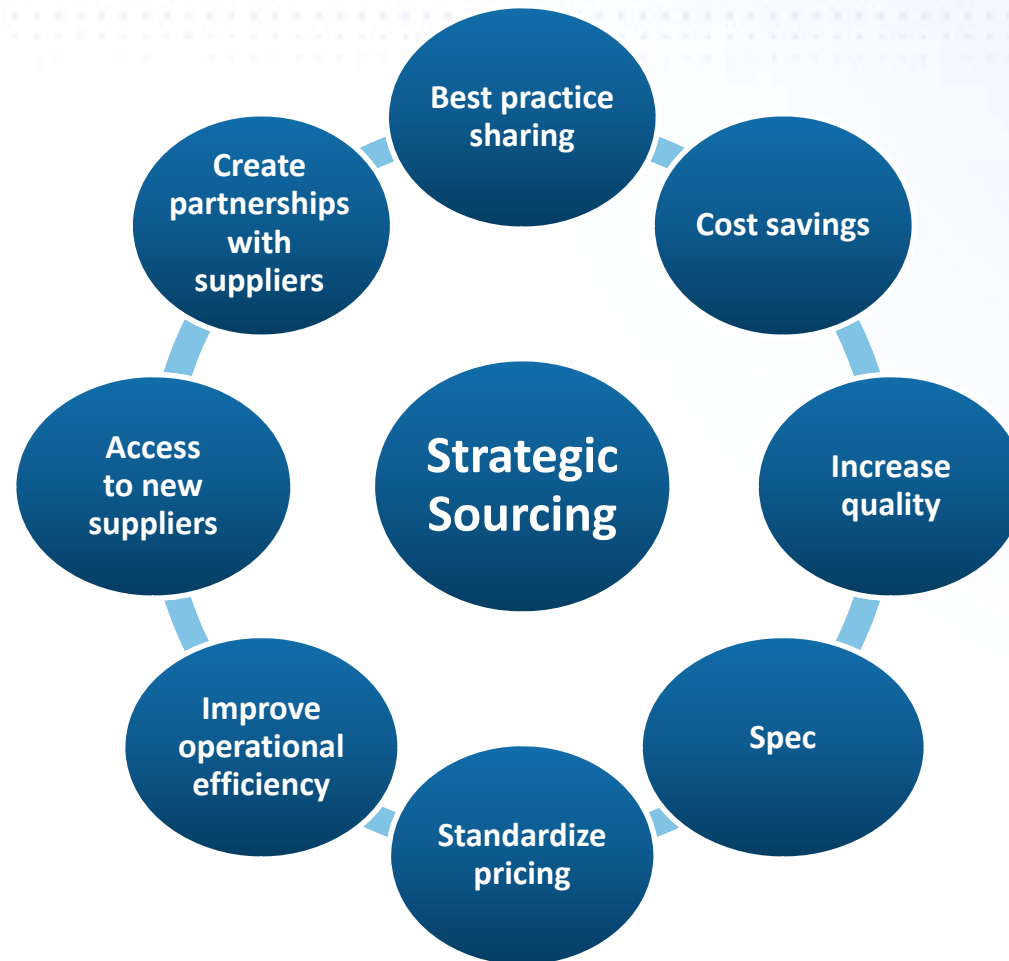 Best practice
sharing
Cost savings
Increase
quality
Spec
Standardize
pricing
Improve
operational
efficiency
Access
to new
suppliers
Create
partnerships
with
suppliers
Strategic
Sourcing